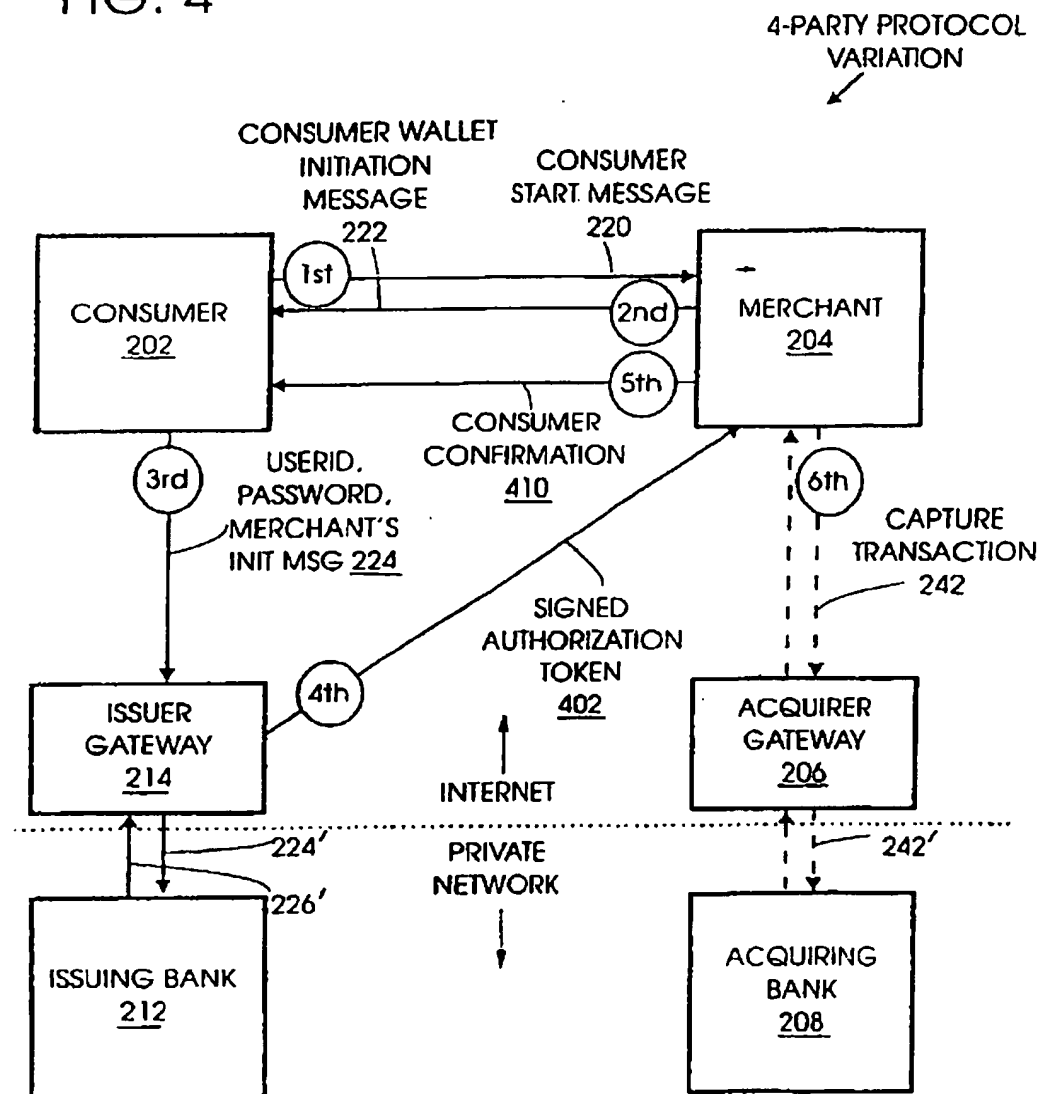 FIG. 4
4-PARTY PROTOCOL
VARIATION
CONSUMER WALLET
INITIATION
MESSAGE
222
CONSUMER
START MESSAGE
220
CONSUMER
202
1st
2nd
5th
MERCHANT
204
CONSUMER
CONFIRMATION
410
3rd
USERID,
PASSWORD,
MERCHANT'S
INIT MSG 224
6th
CAPTURE
TRANSACTION
242
SIGNED
AUTHORIZATION
TOKEN
402
4th
ISSUER
GATEWAY
214
ACQUIRER
GATEWAY
206
INTERNET
PRIVATE
NETWORK
224'
226'
242'
ISSUING BANK
212
ACQUIRING
BANK
208